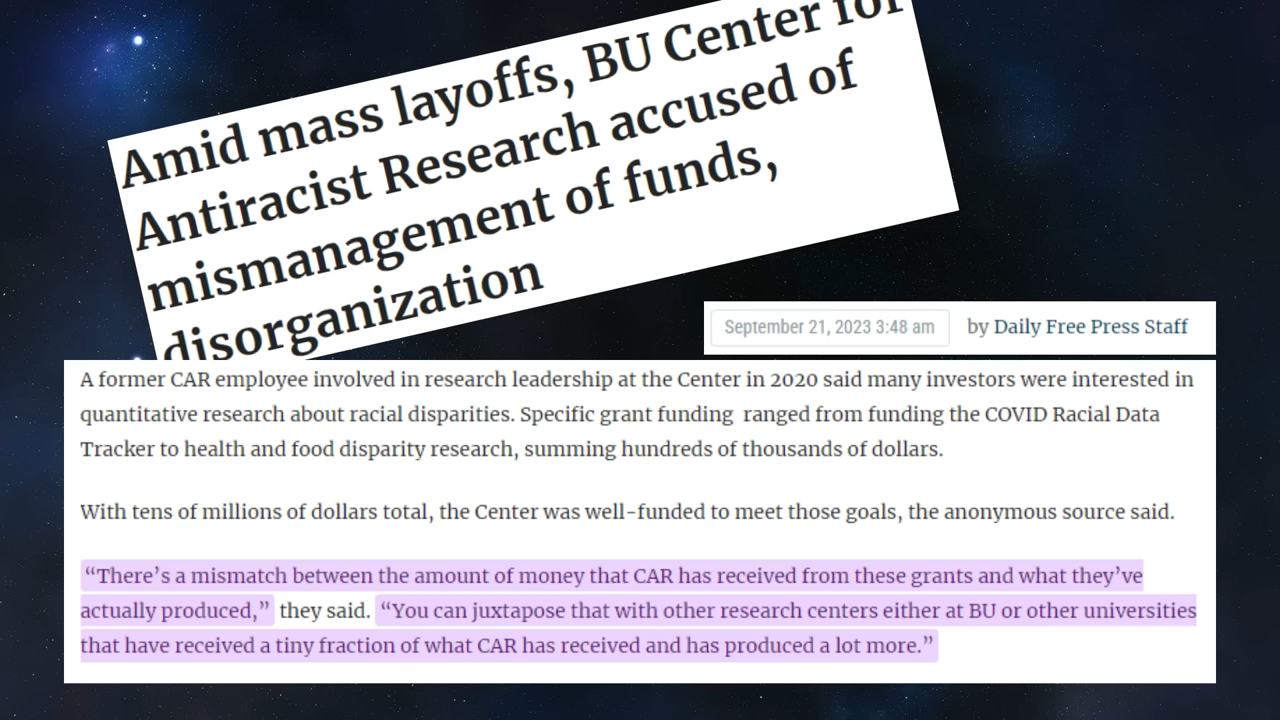 Amid mass layoffs, BU Center for
Antiracist Research accused of
mismanagement of funds,
disorganization
September 21, 2023 3:48 am by Daily Free Press Staff
A former CAR employee involved in research leadership at the Center in 2020 said many investors were interested in
quantitative research about racial disparities. Specific grant funding ranged from funding the COVID Racial Data
Tracker to health and food disparity research, summing hundreds of thousands of dollars.
With tens of millions of dollars total, the Center was well-funded to meet those goals, the anonymous source said.
“There’s a mismatch between the amount of money that CAR has received from these grants and what they’ve
actually produced,” they said. “You can juxtapose that with other research centers either at BU or other universities
that have received a tiny fraction of what CAR has received and has produced a lot more.”